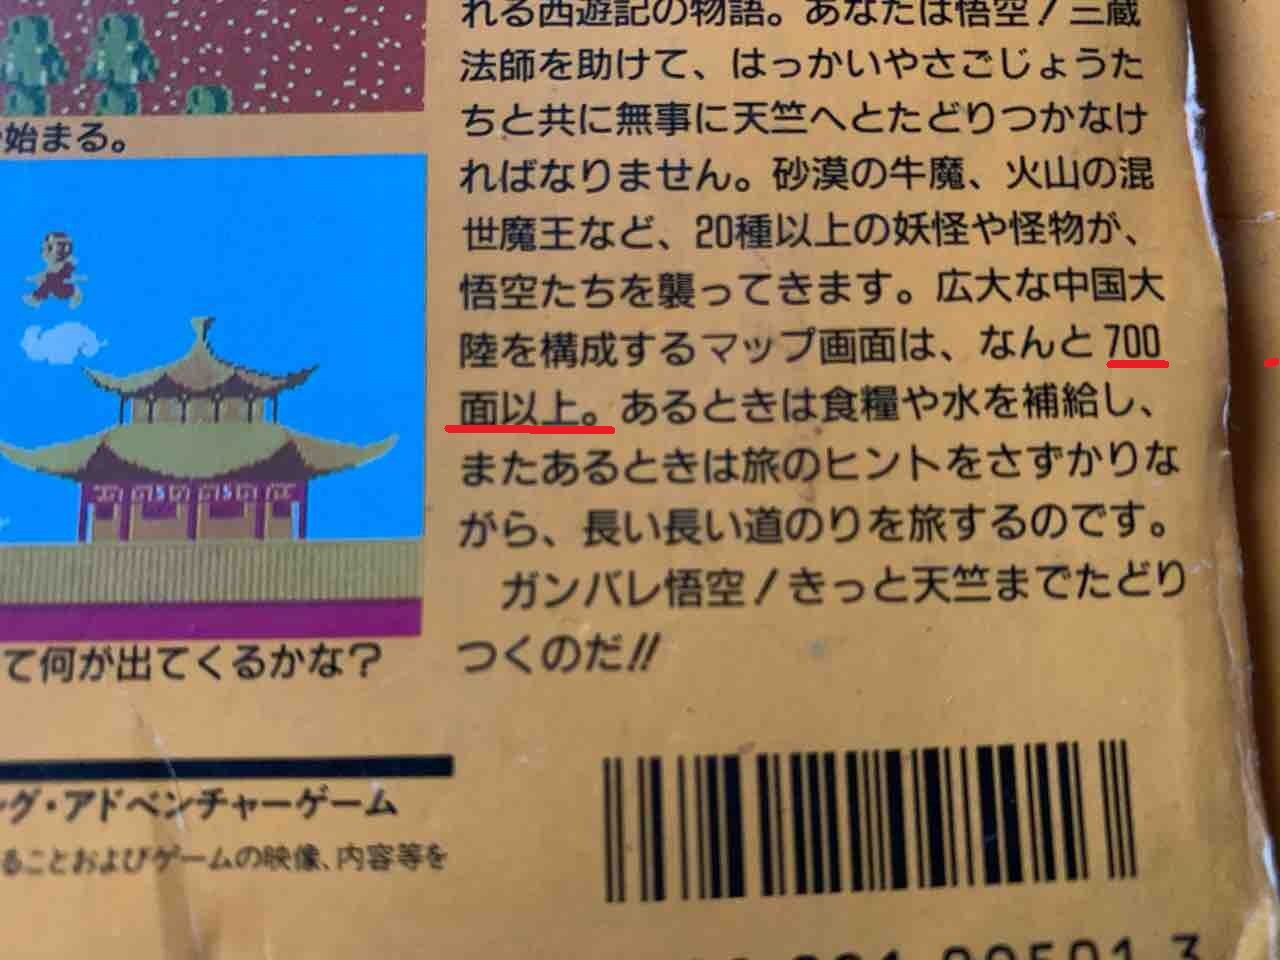 れる西遊記の物語。あなたは悟空！三蔵
法師を助けて、はっかいやさごじょうた
ちと共に無事に天竺へとたどりつかなけ
ればなりません。砂漠の牛魔、火山の混
世魔王など、20種以上の妖怪や怪物が、
悟空たちを襲ってきます。広大な中国大
陸を構成するマップ画面は、なんと700
面以上。あるときは食糧や水を補給し、
またあるときは旅のヒントをさずかりな
がら、長い長い道のりを旅するのです。
ガンバレ悟空！きっと天竺までたどり
つくのだ!!
始まる。
て何が出てくるかな？
グ・アドベンチャーゲーム
ることおよびゲームの映像、内容等を